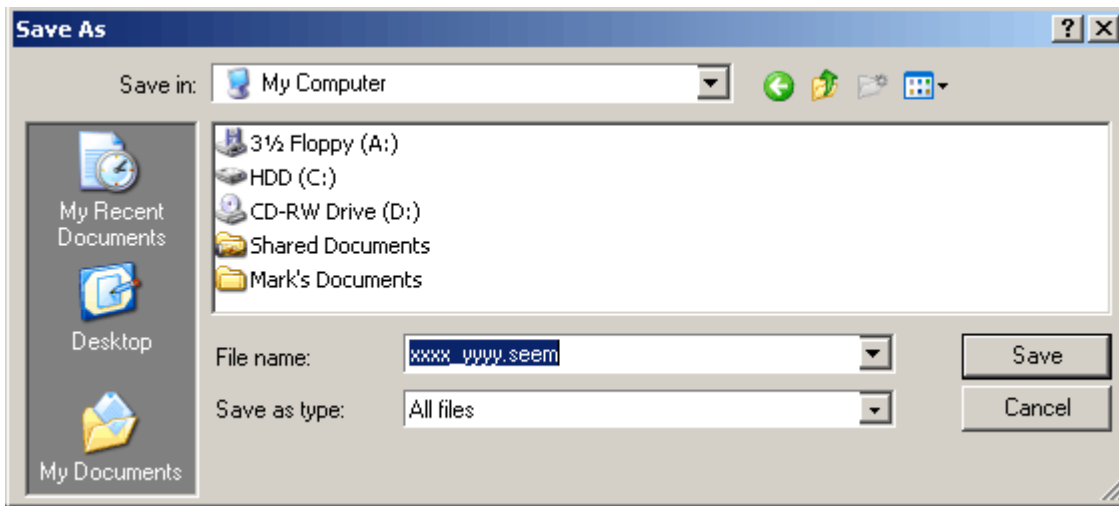 Save As
Save in: My Computer
My Recent
Documents
Desktop
My Documents
3½ Floppy (A:)
HDD (C:)
CD-RW Drive (D:)
Shared Documents
Mark's Documents
File name: xxxx_yyyy.seem Save
Save as type: All files Cancel